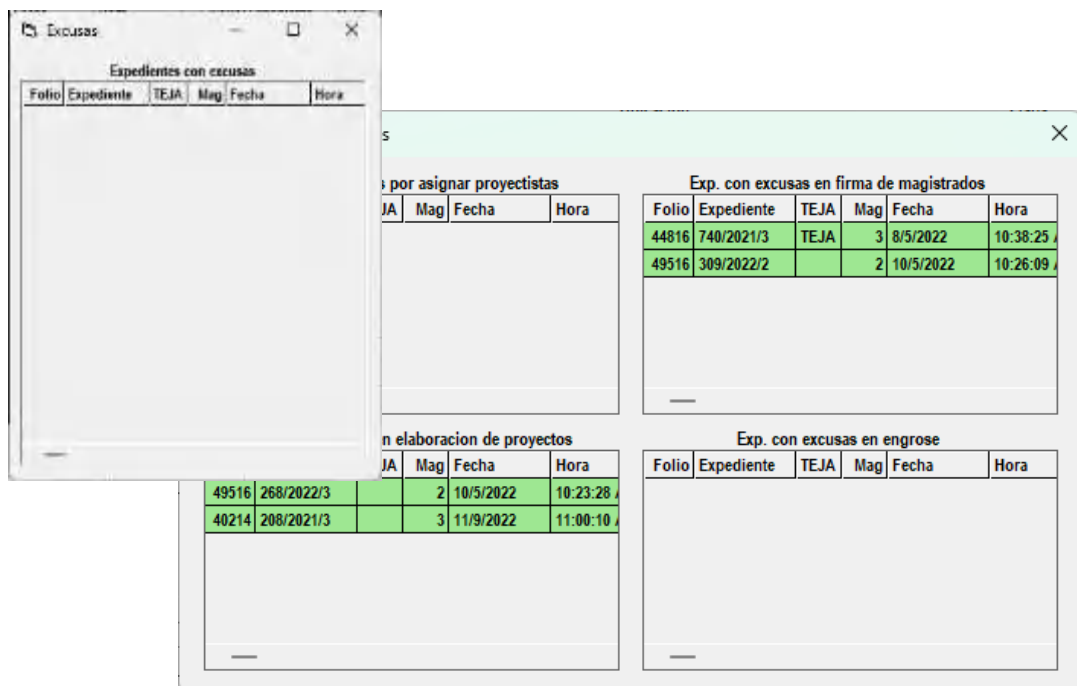 Excusas
Expedientes con excusas
Folio Expediente TEJA Mag Fecha Hora
s
s por asignar proyectistas
JA Mag Fecha Hora
Exp. con excusas en firma de magistrados
Folio Expediente TEJA Mag Fecha Hora
44816 740/2021/3 TEJA 3 8/5/2022 10:38:25
49516 309/2022/2 2 10/5/2022 10:26:09
n elaboracion de proyectos
JA Mag Fecha Hora
49516 268/2022/3 2 10/5/2022 10:23:28
40214 208/2021/3 3 11/9/2022 11:00:10
Exp. con excusas en engrose
Folio Expediente TEJA Mag Fecha Hora